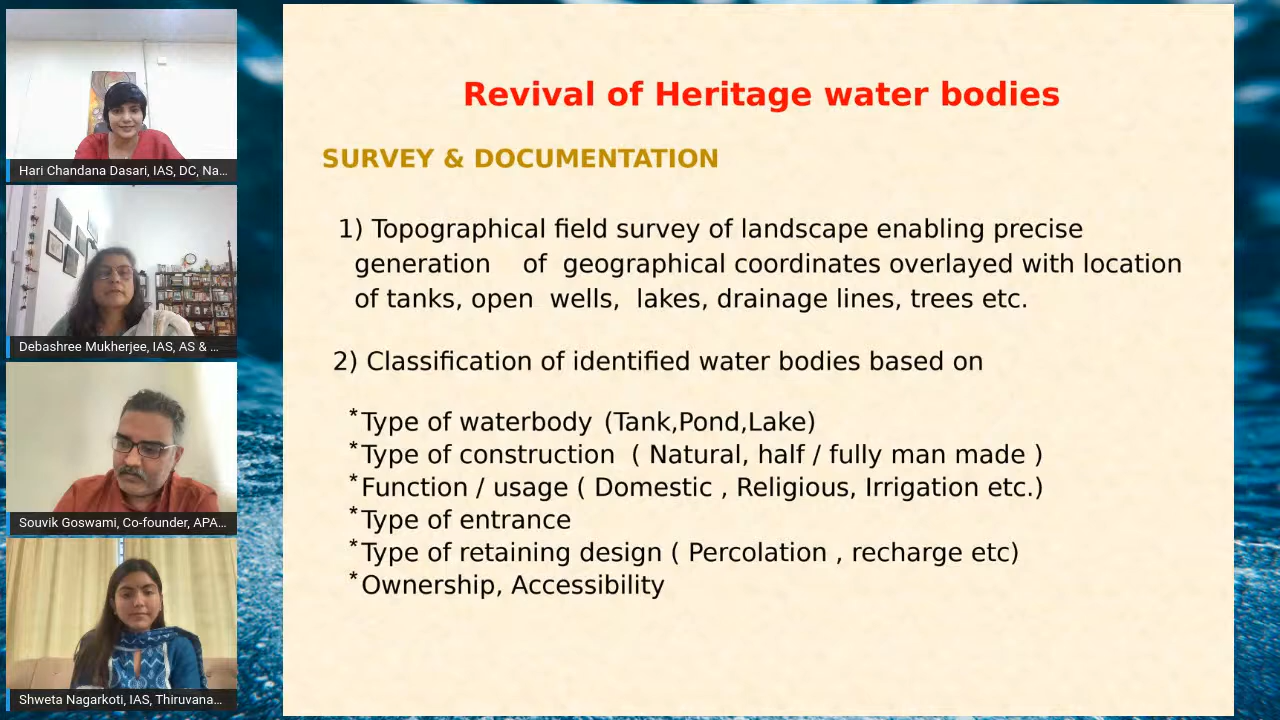 Hari Chandana Dasari, IAS, DC, Na...
Debashree Mukherjee, IAS, AS & ...
Souvik Goswami, Co-founder, APA...
Shweta Nagarkoti, IAS, Thiruvana...
Revival of Heritage water bodies
SURVEY & DOCUMENTATION
1) Topographical field survey of landscape enabling precise
generation of geographical coordinates overlayed with location
of tanks, open wells, lakes, drainage lines, trees etc.
2) Classification of identified water bodies based on
*Type of waterbody (Tank,Pond,Lake)
*Type of construction ( Natural, half / fully man made )
*Function / usage ( Domestic , Religious, Irrigation etc.)
*Type of entrance
*Type of retaining design ( Percolation , recharge etc)
*Ownership, Accessibility